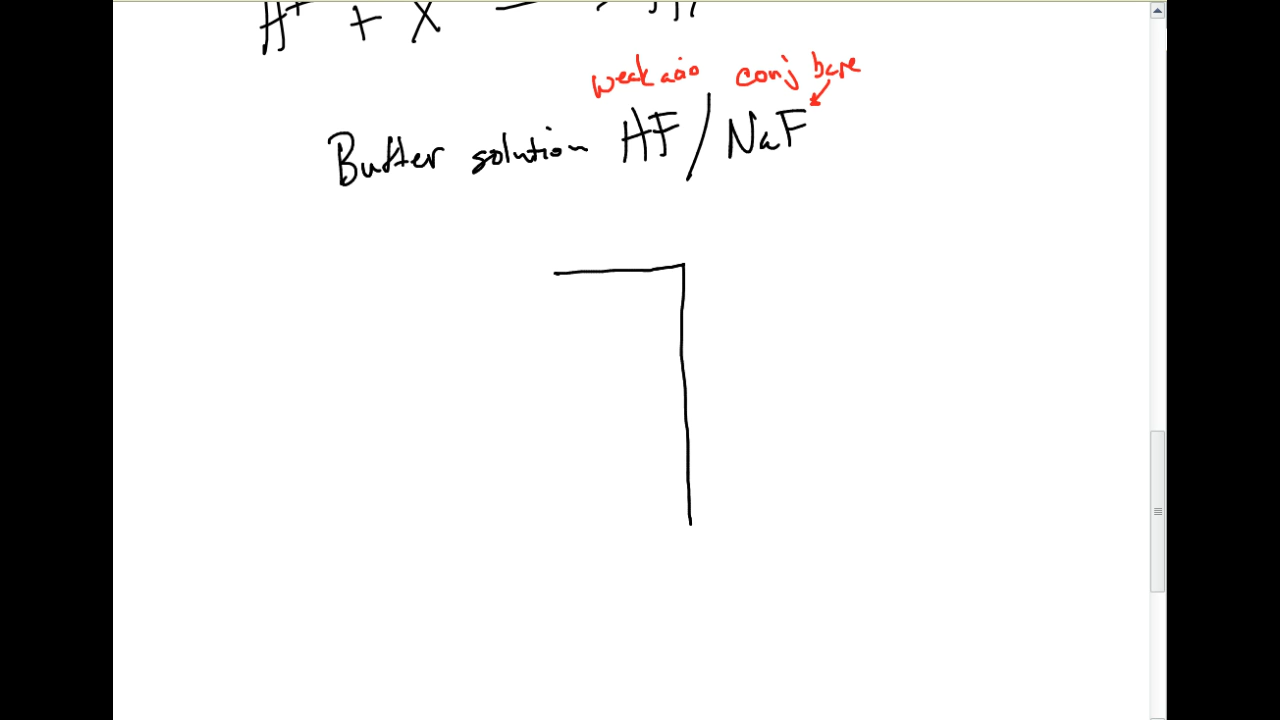 H⁺ + X⁻
weak acid conj base
Buffer solution HF / NaF